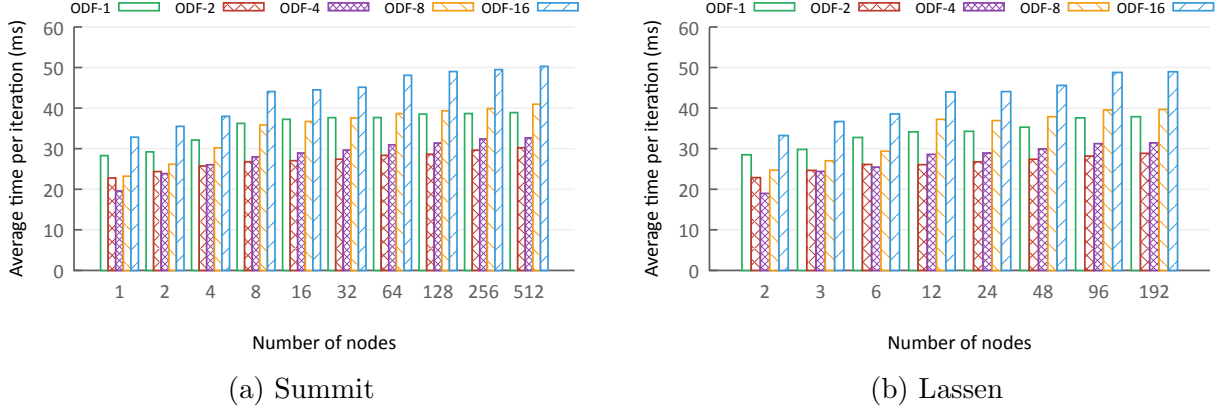 ODF-1 ODF-2 ODF-4 ODF-8 ODF-16
Average time per iteration (ms)
60
50
40
30
20
10
0
1 2 4 8 16 32 64 128 256 512
Number of nodes
(a) Summit
ODF-1 ODF-2 ODF-4 ODF-8 ODF-16
Average time per iteration (ms)
60
50
40
30
20
10
0
2 3 6 12 24 48 96 192
Number of nodes
(b) Lassen